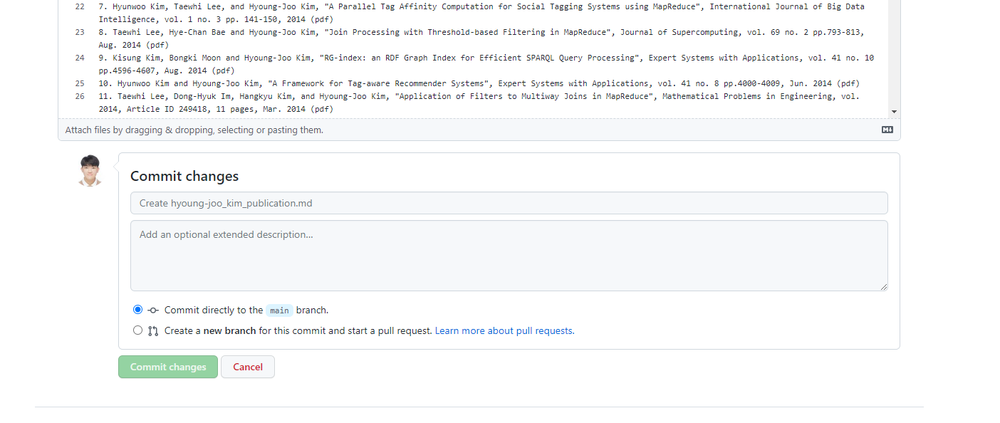 22 7. Hyunwoo Kim, Taewhi Lee, and Hyoung-Joo Kim, "A Parallel Tag Affinity Computation for Social Tagging Systems using MapReduce", International Journal of Big Data
Intelligence, vol. 1 no. 3 pp. 141-150, 2014 (pdf)
23 8. Taewhi Lee, Hye-Chan Bae and Hyoung-Joo Kim, "Join Processing with Threshold-based Filtering in MapReduce", Journal of Supercomputing, vol. 69 no. 2 pp.793-813,
Aug. 2014 (pdf)
24 9. Kisung Kim, Bongki Moon and Hyoung-Joo Kim, "RG-index: an RDF Graph Index for Efficient SPARQL Query Processing", Expert Systems with Applications, vol. 41 no. 10
pp.4596-4607, Aug. 2014 (pdf)
25 10. Hyunwoo Kim and Hyoung-Joo Kim, "A Framework for Tag-aware Recommender Systems", Expert Systems with Applications, vol. 41 no. 8 pp.4000-4009, Jun. 2014 (pdf)
26 11. Taewhi Lee, Dong-Hyuk Im, Hangkyu Kim, and Hyoung-Joo Kim, "Application of Filters to Multiway Joins in MapReduce", Mathematical Problems in Engineering, vol.
2014, Article ID 249418, 11 pages, Mar. 2014 (pdf)
Attach files by dragging & dropping, selecting or pasting them.
Commit changes
Create hyoung-joo_kim_publication.md
Add an optional extended description...
Commit directly to the main branch.
Create a new branch for this commit and start a pull request. Learn more about pull requests.
Commit changes Cancel